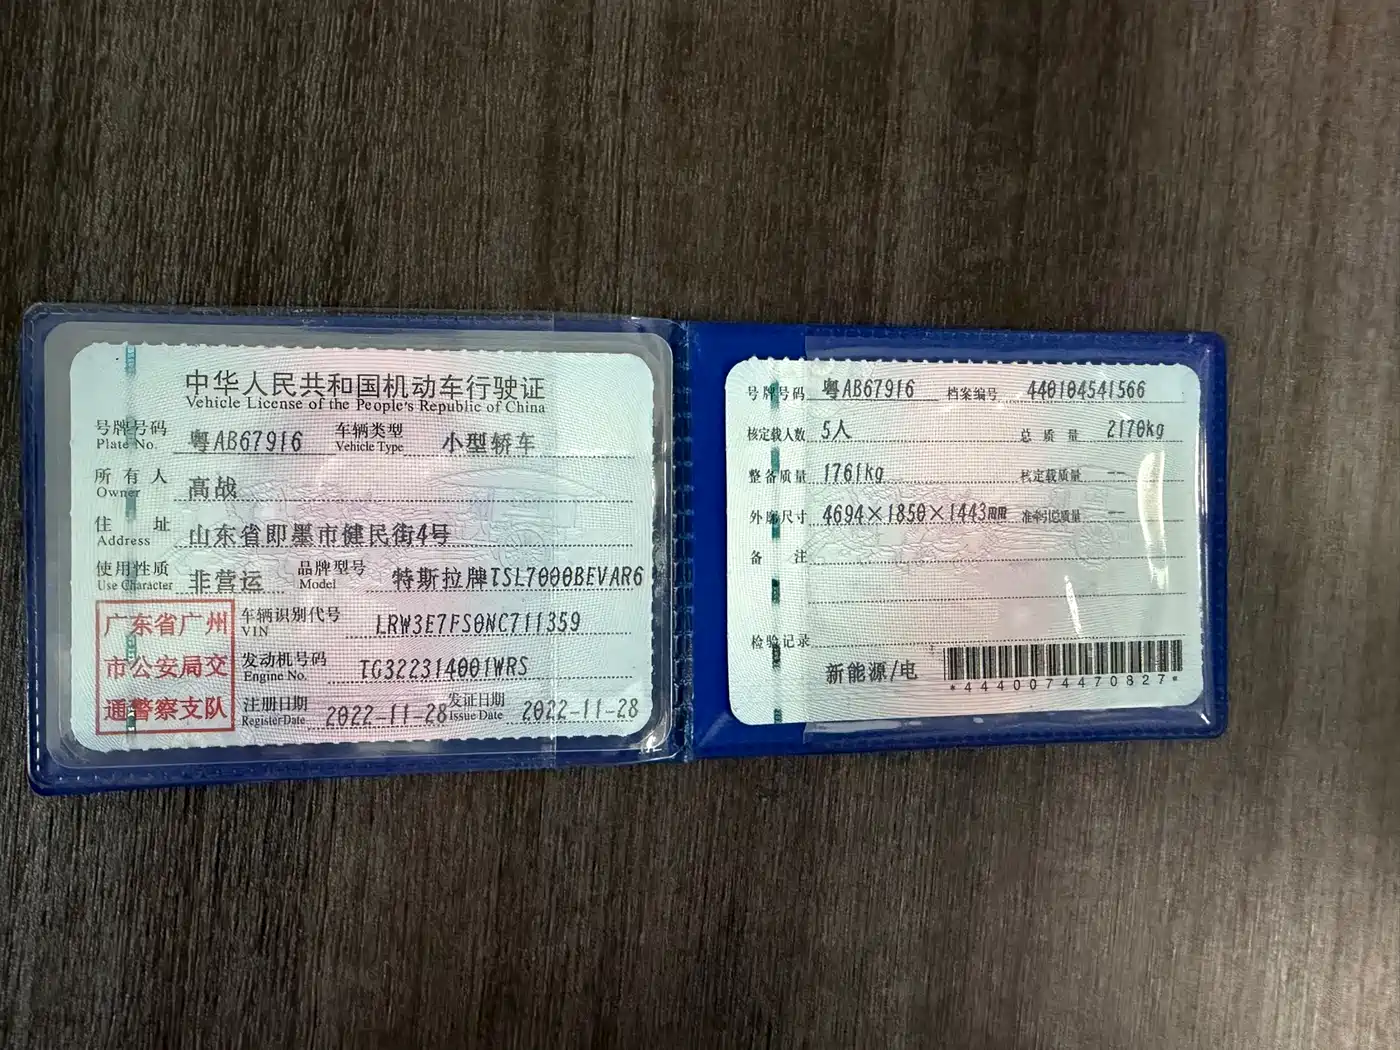 中华人民共和国机动车行驶证
Vehicle License of the People's Republic of China
号牌号码 粤AB67916 车辆类型 小型轿车
Plate No. Vehicle Type
所有人 高战
Owner
住址 山东省即墨市健民街4号
Address
使用性质 非营运 品牌型号 特斯拉牌TSL7000BEVAR6
Use Character Model
广东省广州
市公安局交
通警察支队
车辆识别代号 LRW3E7FS0NC711359
VIN
发动机号码 TG322314001WRS
Engine No.
注册日期 2022-11-28 发证日期 2022-11-28
Register Date Issue Date
号牌号码 粤AB67916 档案编号 440104541566
核定载人数 5人 总质量 2170kg
整备质量 1761kg 核定载质量 --
外廓尺寸 4694×1850×1443mm 准牵引总质量 --
备注
检验记录
新能源/电
*4440074470827*